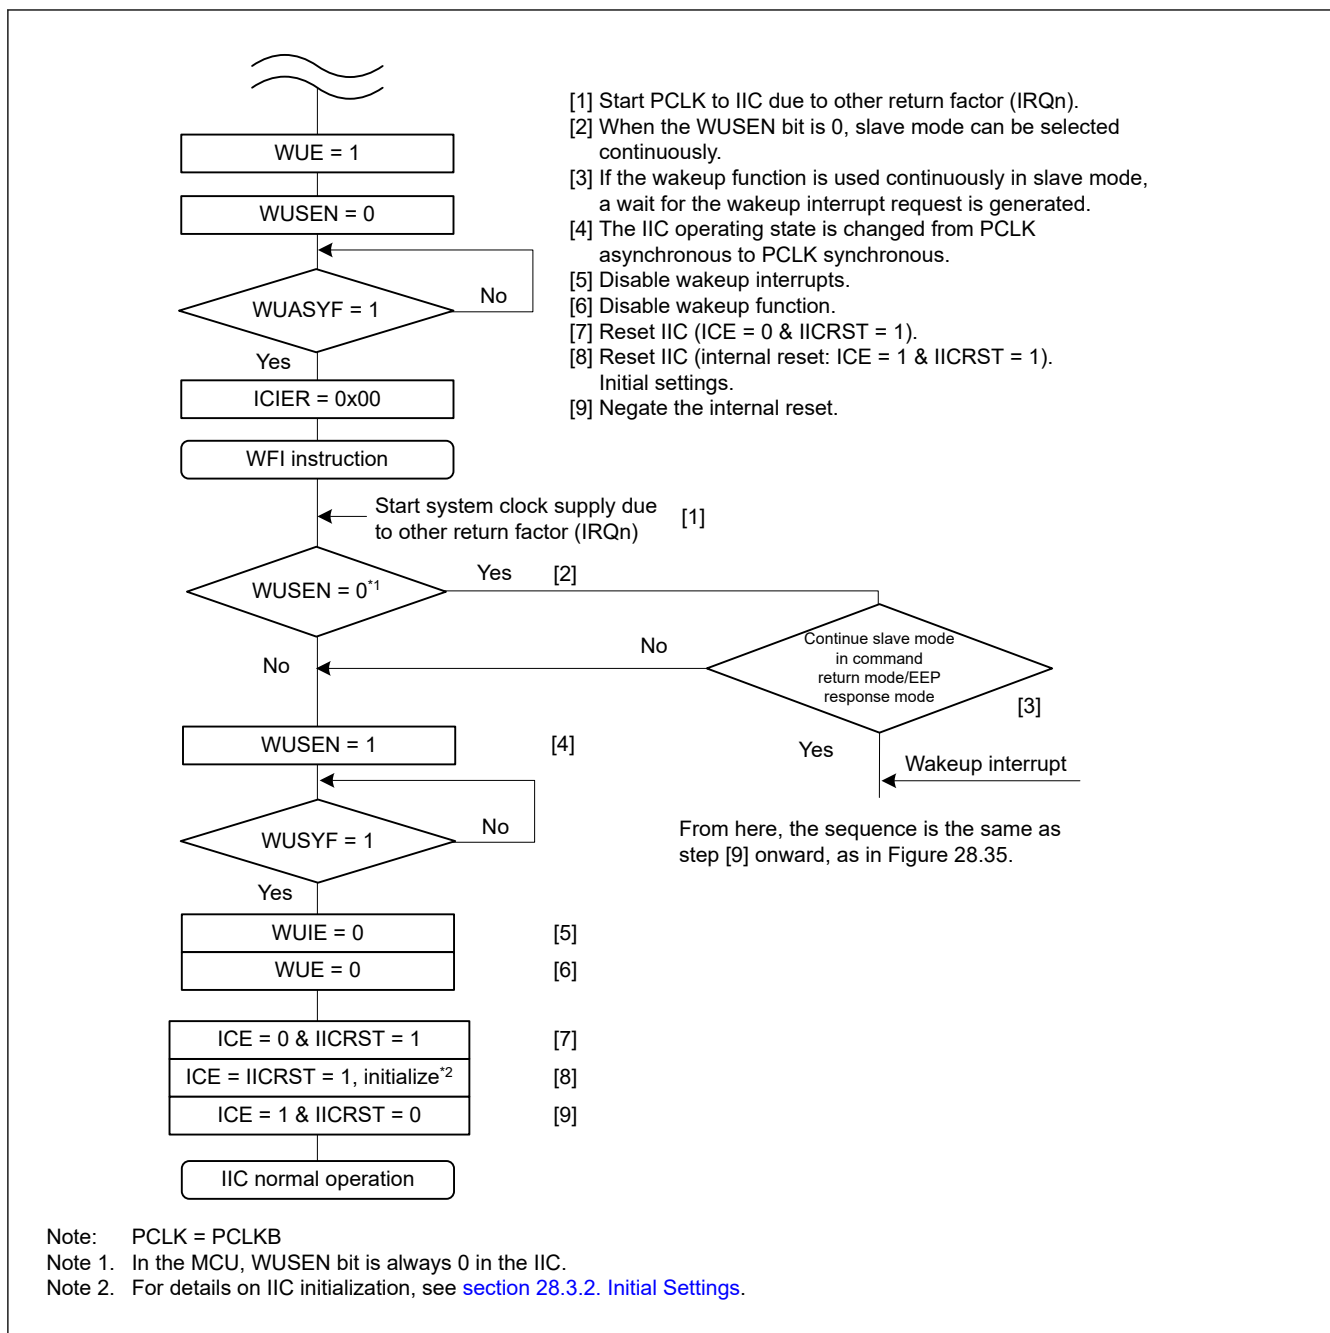 [1] Start PCLK to IIC due to other return factor (IRQn).
[2] When the WUSEN bit is 0, slave mode can be selected
continuously.
[3] If the wakeup function is used continuously in slave mode,
a wait for the wakeup interrupt request is generated.
[4] The IIC operating state is changed from PCLK
asynchronous to PCLK synchronous.
[5] Disable wakeup interrupts.
[6] Disable wakeup function.
[7] Reset IIC (ICE = 0 & IICRST = 1).
[8] Reset IIC (internal reset: ICE = 1 & IICRST = 1).
Initial settings.
[9] Negate the internal reset.
WUE = 1
WUSEN = 0
WUASYF = 1
No
Yes
ICIER = 0x00
WFI instruction
Start system clock supply due
to other return factor (IRQn)
[1]
WUSEN = 0*1
Yes
[2]
No
Continue slave mode
in command
return mode/EEP
response mode
[3]
No
Yes
Wakeup interrupt
From here, the sequence is the same as
step [9] onward, as in Figure 28.35.
WUSEN = 1
[4]
WUSYF = 1
No
Yes
WUIE = 0
[5]
WUE = 0
[6]
ICE = 0 & IICRST = 1
[7]
ICE = IICRST = 1, initialize*2
[8]
ICE = 1 & IICRST = 0
[9]
IIC normal operation
Note: PCLK = PCLKB
Note 1. In the MCU, WUSEN bit is always 0 in the IIC.
Note 2. For details on IIC initialization, see section 28.3.2. Initial Settings.